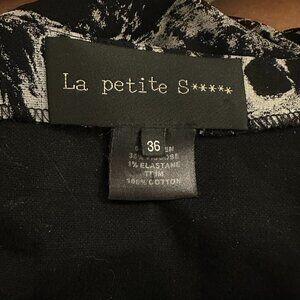 La petite S*****
36
1% ELASTANE
TRIM
100% COTTON